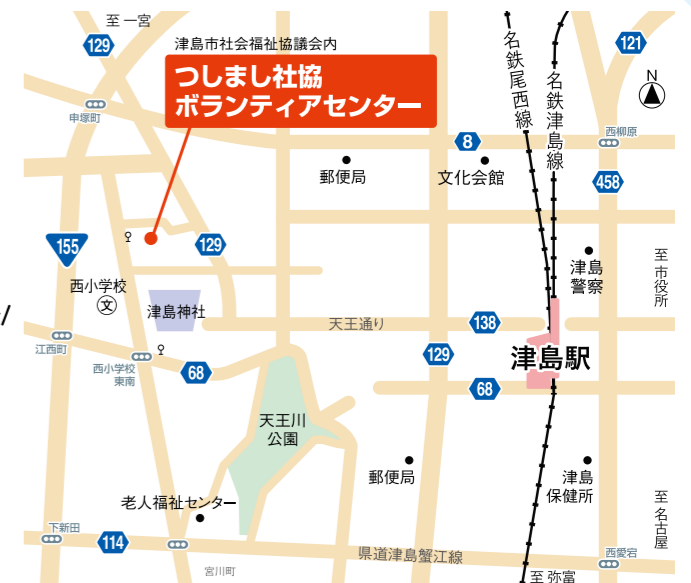 至 一宮
129
津島市社会福祉協議会内
つしまし社協
ボランティアセンター
名鉄尾西線
名鉄津島線
121
N
申塚町
8
西柳原
郵便局
文化会館
458
155
129
津島
警察
至 市役所
西小学校
文
津島神社
天王通り
138
江西町
西小学校
東南
68
129
津島駅
68
天王川
公園
郵便局
津島
保健所
老人福祉センター
至 名古屋
下新田
114
県道津島蟹江線
西愛宕
宮川町
至 弥富
/